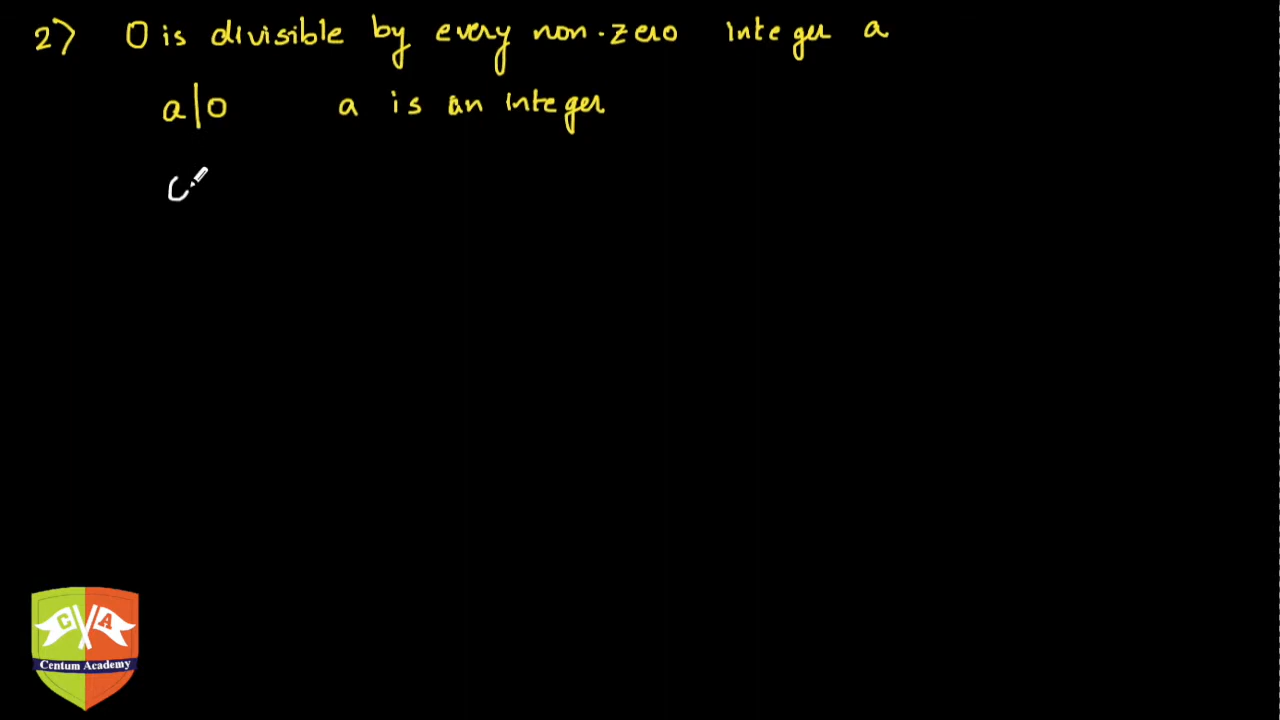 2) 0 is divisible by every non-zero integer a
a|0 a is an integer
C A
Centum Academy